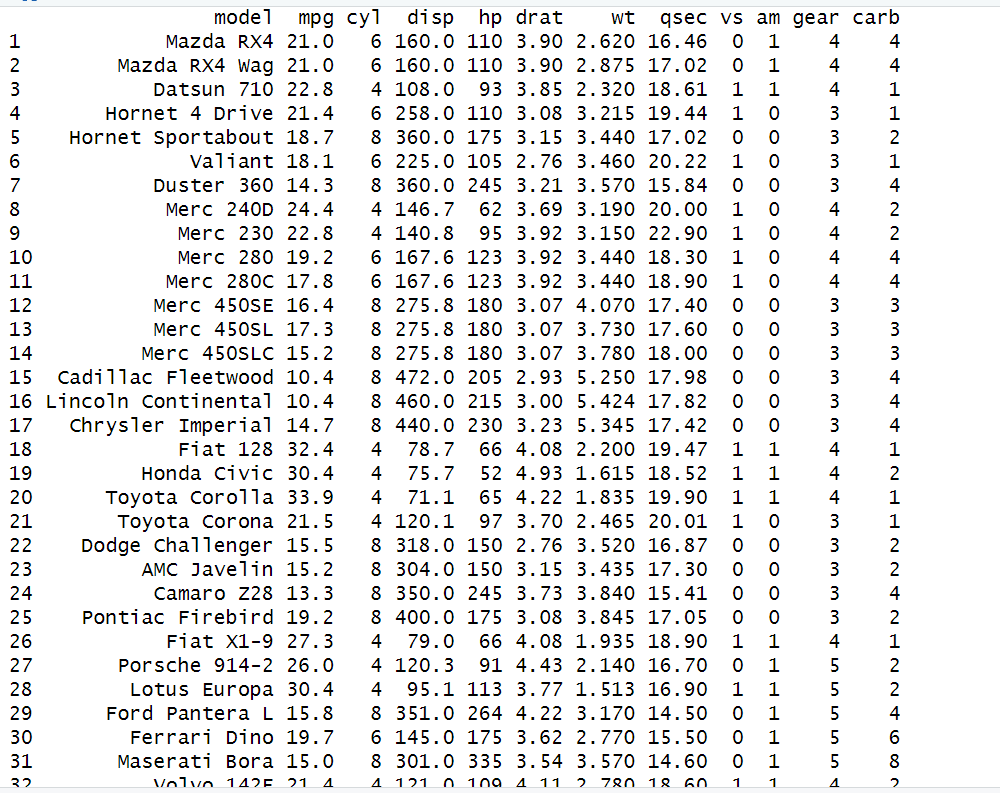 model mpg cyl disp hp drat wt qsec vs am gear carb
1 Mazda RX4 21.0 6 160.0 110 3.90 2.620 16.46 0 1 4 4
2 Mazda RX4 Wag 21.0 6 160.0 110 3.90 2.875 17.02 0 1 4 4
3 Datsun 710 22.8 4 108.0 93 3.85 2.320 18.61 1 1 4 1
4 Hornet 4 Drive 21.4 6 258.0 110 3.08 3.215 19.44 1 0 3 1
5 Hornet Sportabout 18.7 8 360.0 175 3.15 3.440 17.02 0 0 3 2
6 Valiant 18.1 6 225.0 105 2.76 3.460 20.22 1 0 3 1
7 Duster 360 14.3 8 360.0 245 3.21 3.570 15.84 0 0 3 4
8 Merc 240D 24.4 4 146.7 62 3.69 3.190 20.00 1 0 4 2
9 Merc 230 22.8 4 140.8 95 3.92 3.150 22.90 1 0 4 2
10 Merc 280 19.2 6 167.6 123 3.92 3.440 18.30 1 0 4 4
11 Merc 280C 17.8 6 167.6 123 3.92 3.440 18.90 1 0 4 4
12 Merc 450SE 16.4 8 275.8 180 3.07 4.070 17.40 0 0 3 3
13 Merc 450SL 17.3 8 275.8 180 3.07 3.730 17.60 0 0 3 3
14 Merc 450SLC 15.2 8 275.8 180 3.07 3.780 18.00 0 0 3 3
15 Cadillac Fleetwood 10.4 8 472.0 205 2.93 5.250 17.98 0 0 3 4
16 Lincoln Continental 10.4 8 460.0 215 3.00 5.424 17.82 0 0 3 4
17 Chrysler Imperial 14.7 8 440.0 230 3.23 5.345 17.42 0 0 3 4
18 Fiat 128 32.4 4 78.7 66 4.08 2.200 19.47 1 1 4 1
19 Honda Civic 30.4 4 75.7 52 4.93 1.615 18.52 1 1 4 2
20 Toyota Corolla 33.9 4 71.1 65 4.22 1.835 19.90 1 1 4 1
21 Toyota Corona 21.5 4 120.1 97 3.70 2.465 20.01 1 0 3 1
22 Dodge Challenger 15.5 8 318.0 150 2.76 3.520 16.87 0 0 3 2
23 AMC Javelin 15.2 8 304.0 150 3.15 3.435 17.30 0 0 3 2
24 Camaro Z28 13.3 8 350.0 245 3.73 3.840 15.41 0 0 3 4
25 Pontiac Firebird 19.2 8 400.0 175 3.08 3.845 17.05 0 0 3 2
26 Fiat X1-9 27.3 4 79.0 66 4.08 1.935 18.90 1 1 4 1
27 Porsche 914-2 26.0 4 120.3 91 4.43 2.140 16.70 0 1 5 2
28 Lotus Europa 30.4 4 95.1 113 3.77 1.513 16.90 1 1 5 2
29 Ford Pantera L 15.8 8 351.0 264 4.22 3.170 14.50 0 1 5 4
30 Ferrari Dino 19.7 6 145.0 175 3.62 2.770 15.50 0 1 5 6
31 Maserati Bora 15.0 8 301.0 335 3.54 3.570 14.60 0 1 5 8
32 Volvo 142E 21.4 4 121.0 109 4.11 2.780 18.60 1 1 4 2